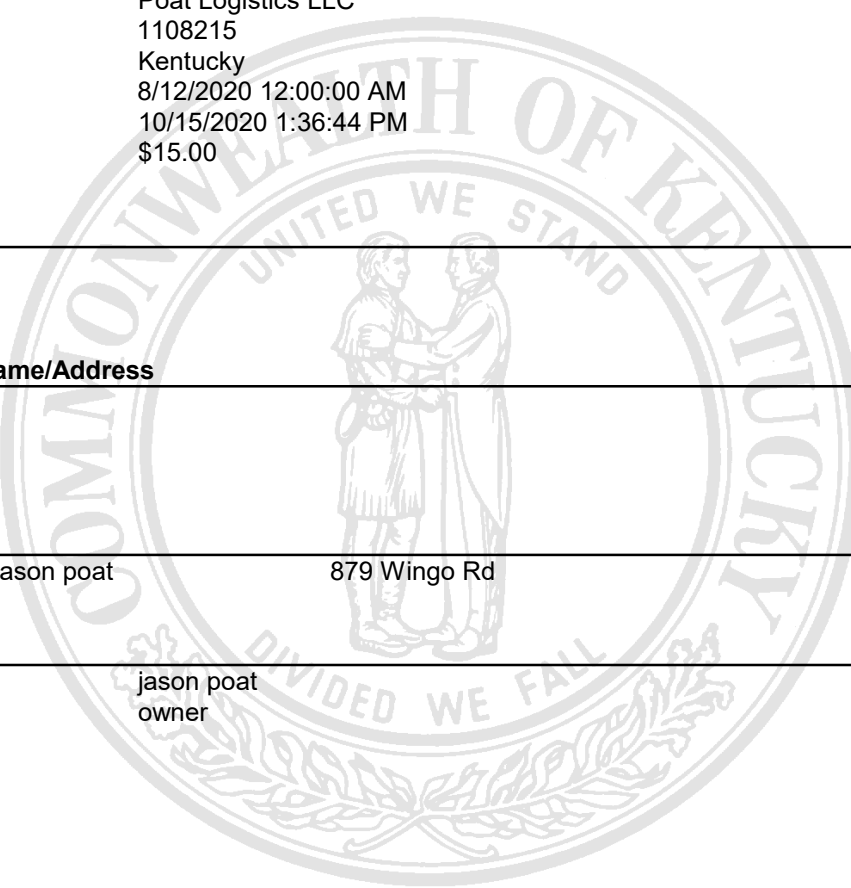 Poat Logistics LLC
1108215
Kentucky
8/12/2020 12:00:00 AM
10/15/2020 1:36:44 PM
$15.00
COMMONWEALTH OF KENTUCKY
UNITED WE STAND
ame/Address
ason poat 879 Wingo Rd
DIVIDED WE FALL
jason poat
owner